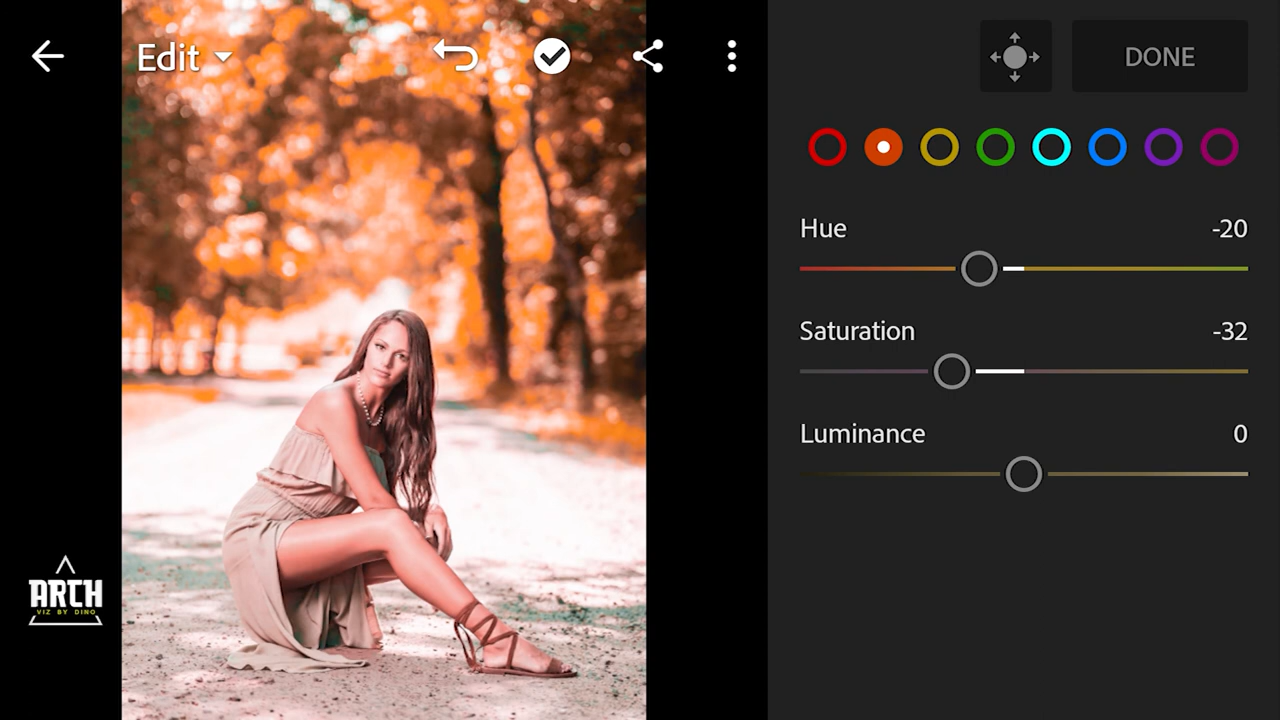 Edit
DONE
Hue -20
Saturation -32
Luminance 0
ARCH
VIZ BY DINO